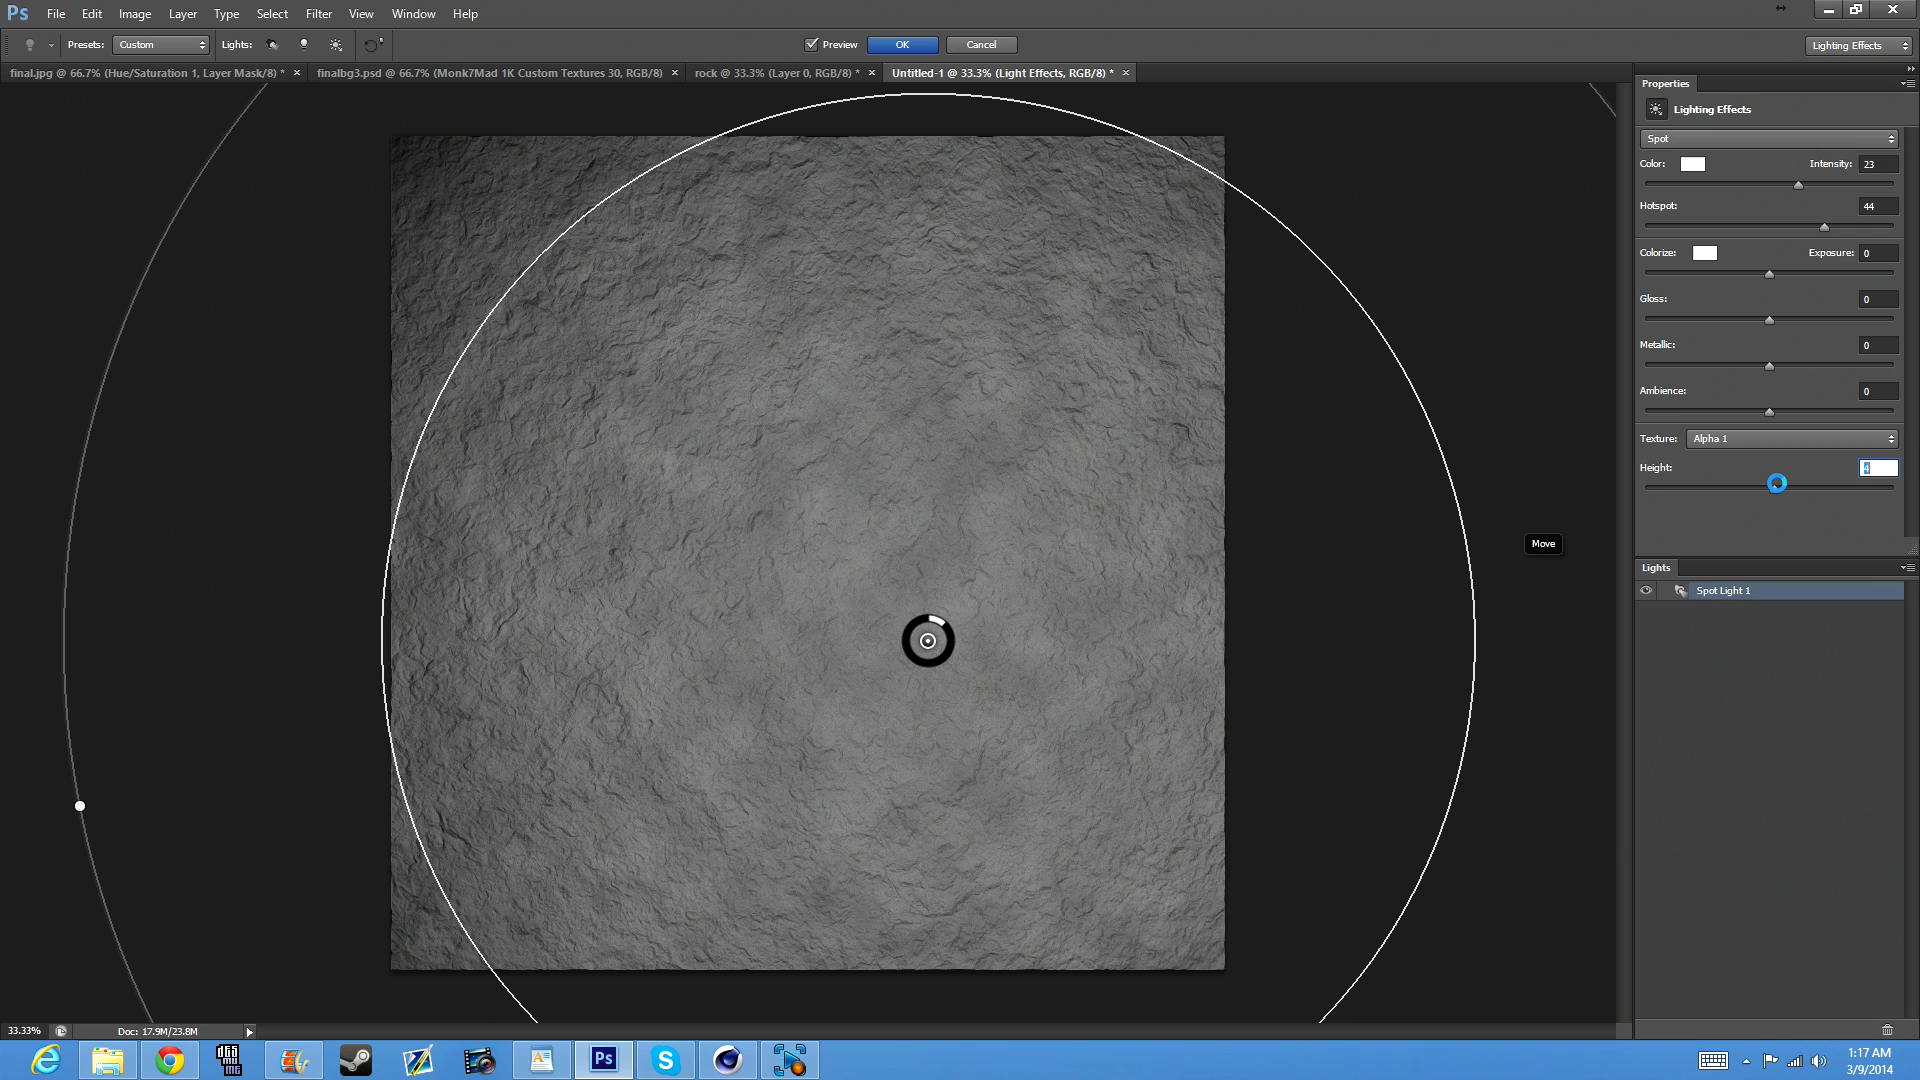 Ps File Edit Image Layer Type Select Filter View Window Help
Presets: Custom Lights: Preview OK Cancel Lighting Effects
final.jpg @ 66.7% (Hue/Saturation 1, Layer Mask/8) * × finalbg3.psd @ 66.7% (Monk7Mad 1K Custom Textures 30, RGB/8) × rock @ 33.3% (Layer 0, RGB/8) * × Untitled-1 @ 33.3% (Light Effects, RGB/8) * ×
Properties
Lighting Effects
Spot
Color: Intensity: 23
Hotspot: 44
Colorize: Exposure: 0
Gloss: 0
Metallic: 0
Ambience: 0
Texture: Alpha 1
Height: 4
Move
Lights
Spot Light 1
33.33% Doc: 17.9M/23.8M
Ps
1:17 AM
3/9/2014